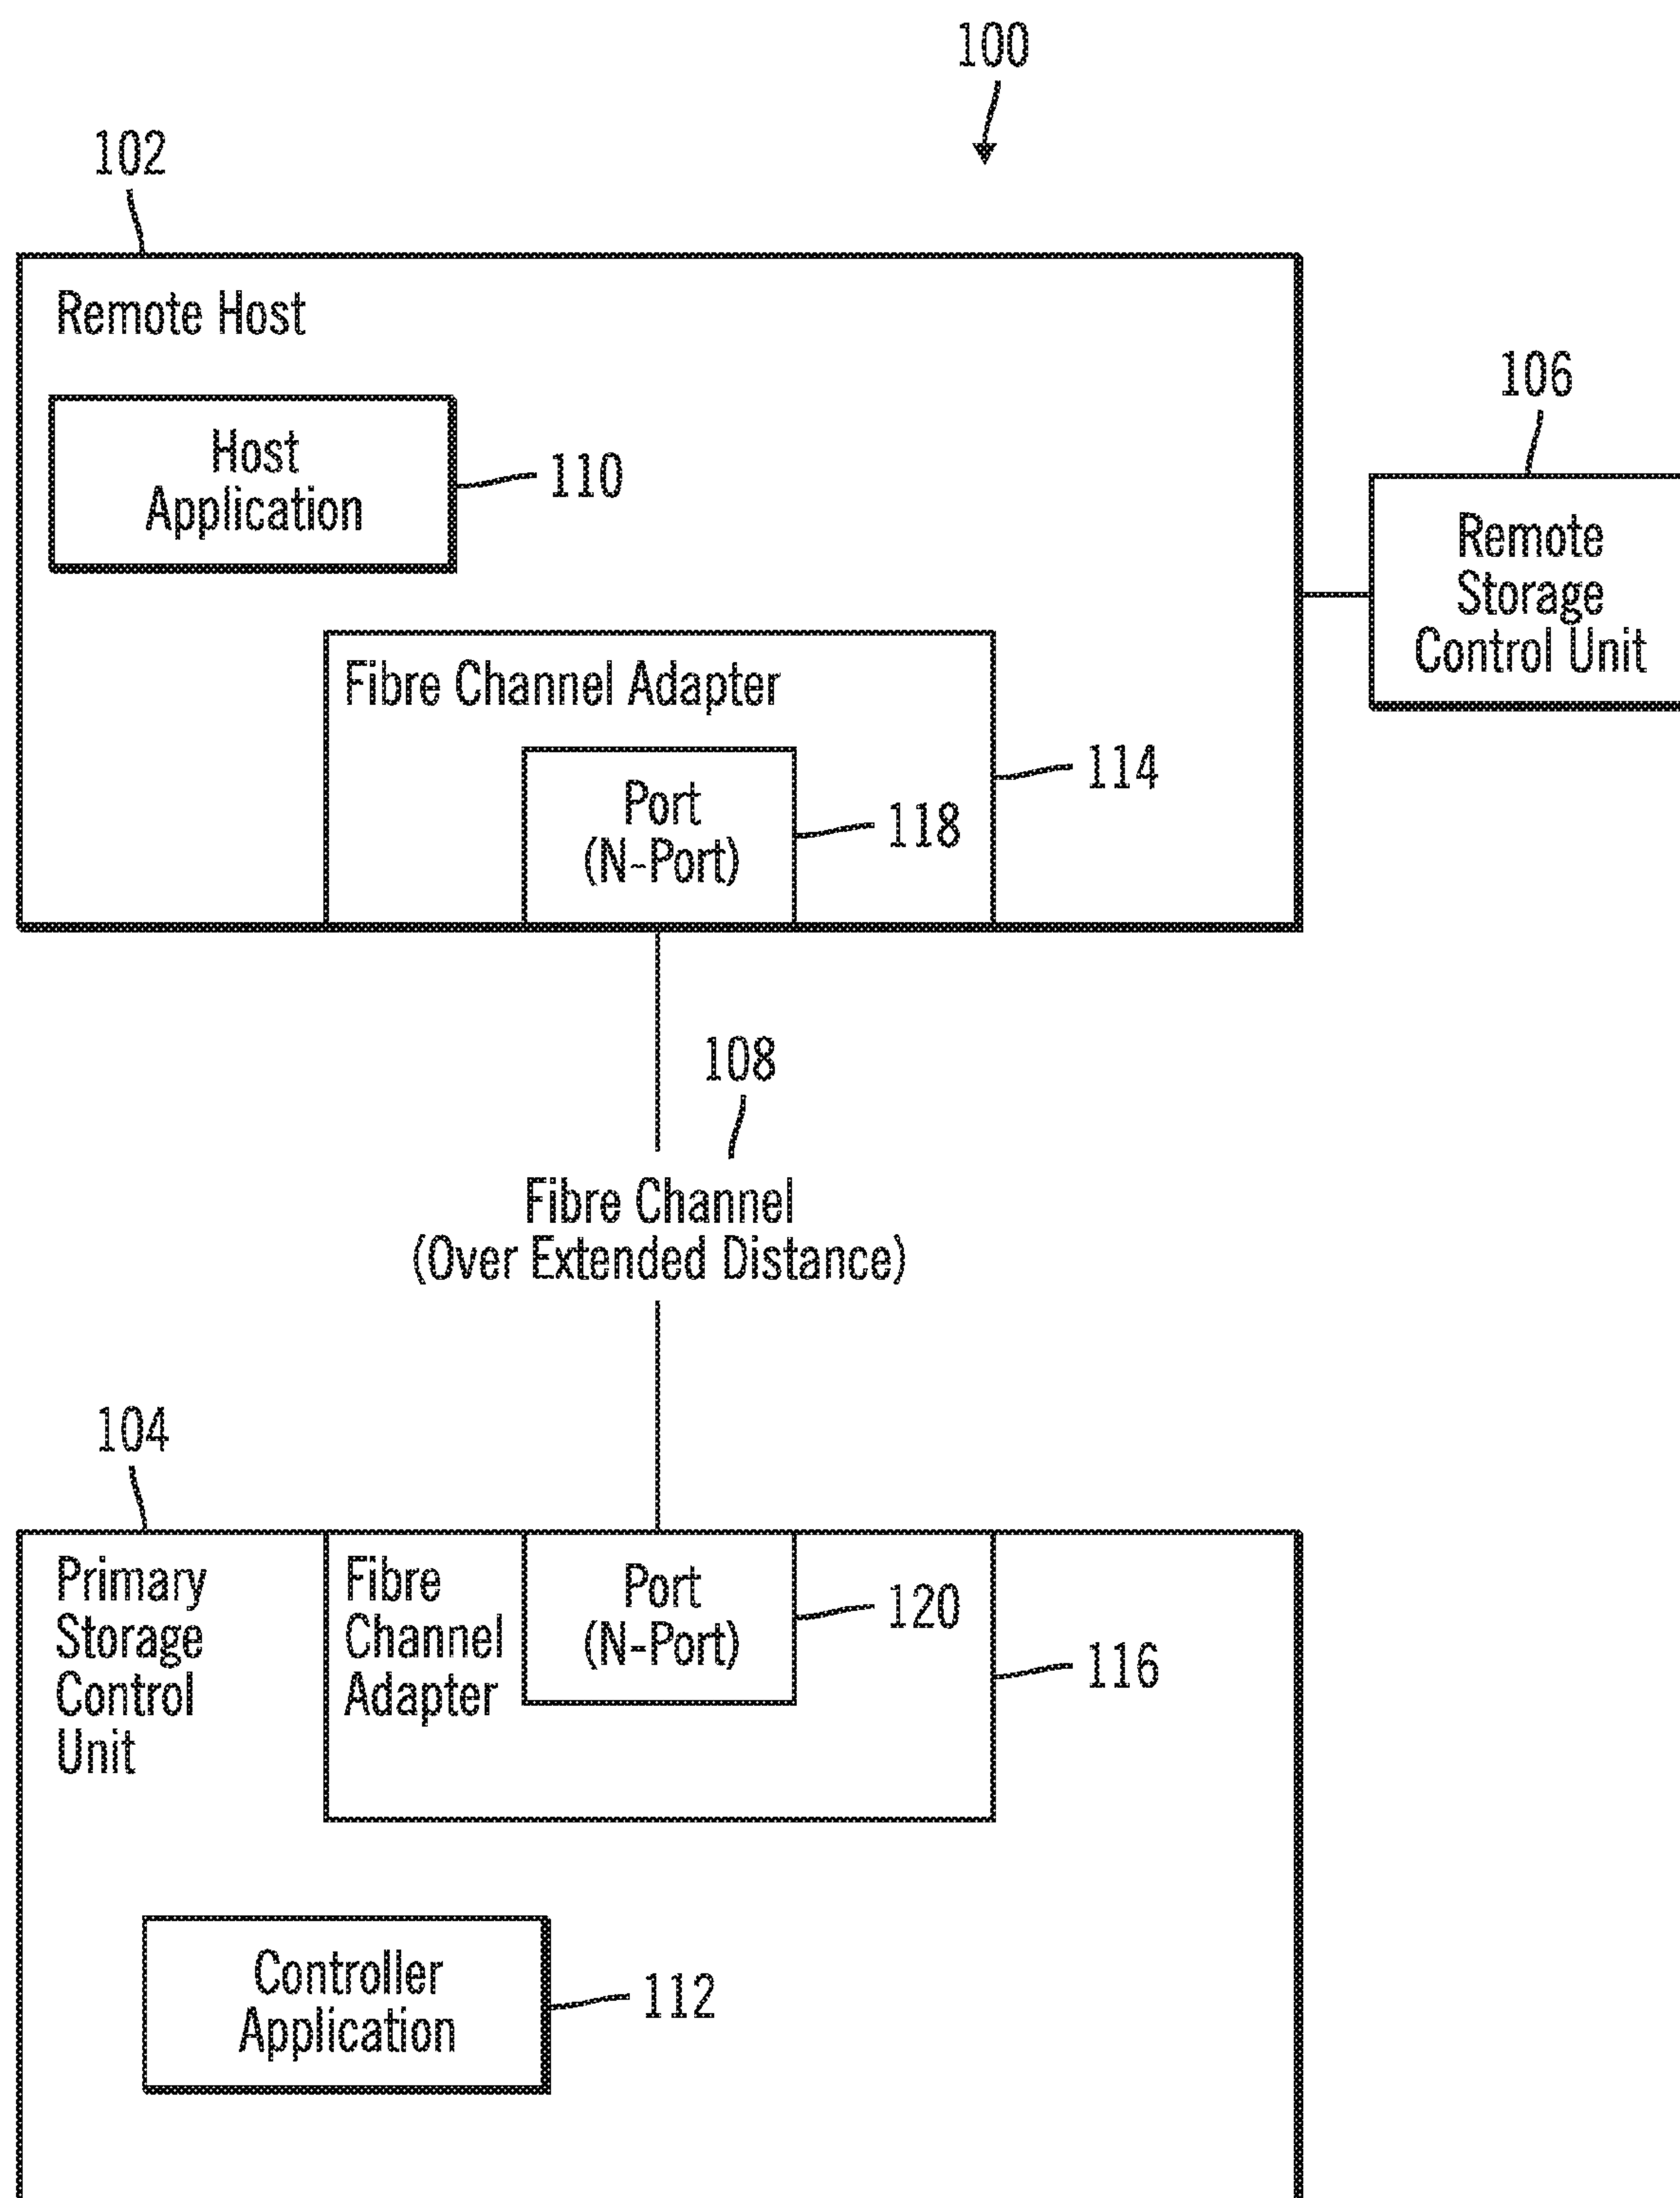 100
102
Remote Host
106
Host
Application
110
Remote
Storage
Control Unit
Fibre Channel Adapter
114
Port
(N-Port)
118
108
Fibre Channel
(Over Extended Distance)
104
Primary
Storage
Control
Unit
Fibre
Channel
Adapter
Port
(N-Port)
120
116
Controller
Application
112